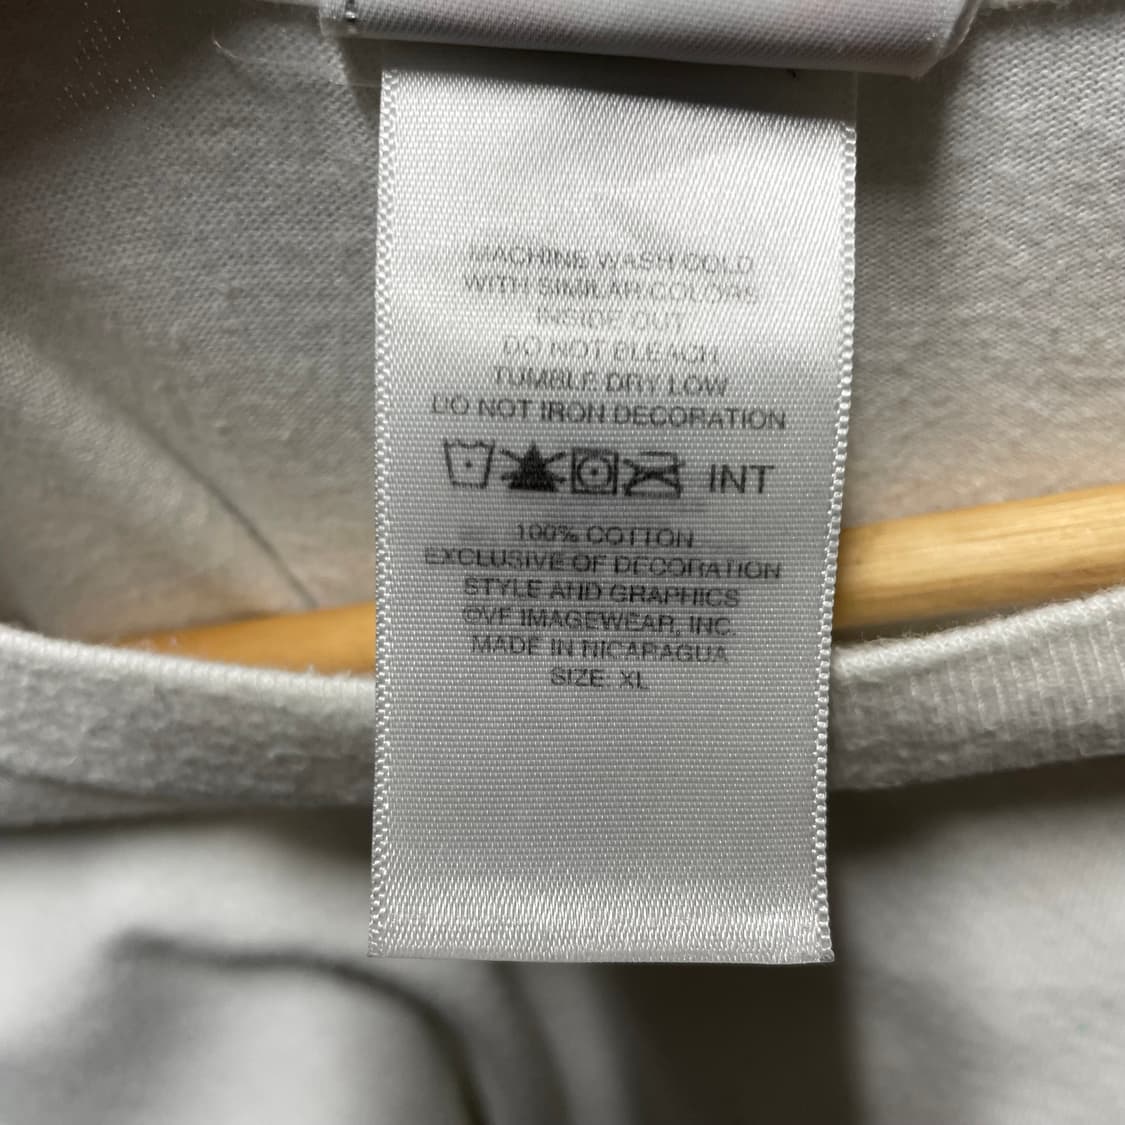 MACHINE WASH COLD
WITH SIMILAR COLORS
INSIDE OUT
DO NOT BLEACH
TUMBLE DRY LOW
DO NOT IRON DECORATION
INT
100% COTTON
EXCLUSIVE OF DECORATION
STYLE AND GRAPHICS
©VF IMAGEWEAR, INC.
MADE IN NICARAGUA
SIZE: XL